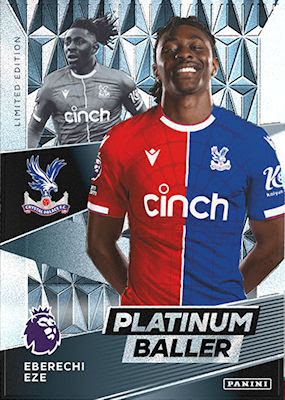 LIMITED EDITION
cinch
CRYSTAL PALACE F.C.
cinch
PLATINUM
BALLER
EBERECHI
EZE
PANINI